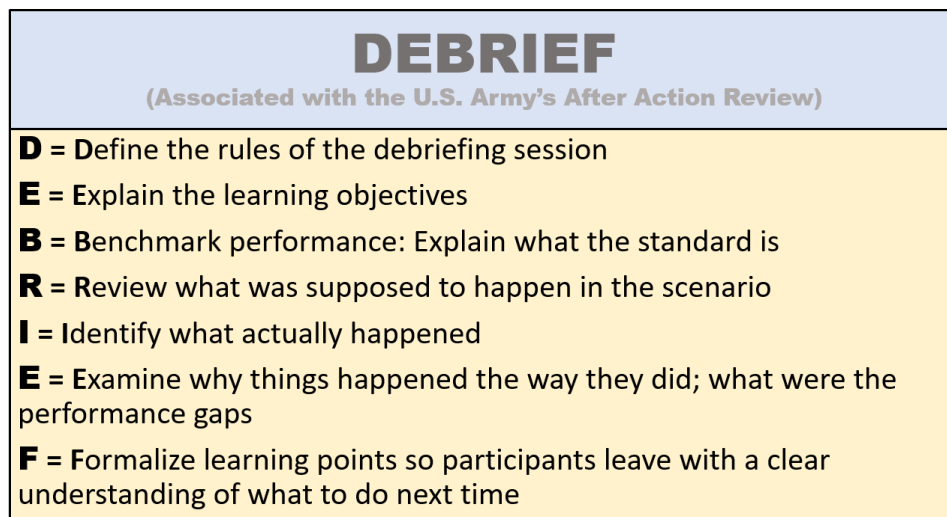 DEBRIEF
(Associated with the U.S. Army’s After Action Review)
D = Define the rules of the debriefing session
E = Explain the learning objectives
B = Benchmark performance: Explain what the standard is
R = Review what was supposed to happen in the scenario
I = Identify what actually happened
E = Examine why things happened the way they did; what were the
performance gaps
F = Formalize learning points so participants leave with a clear
understanding of what to do next time